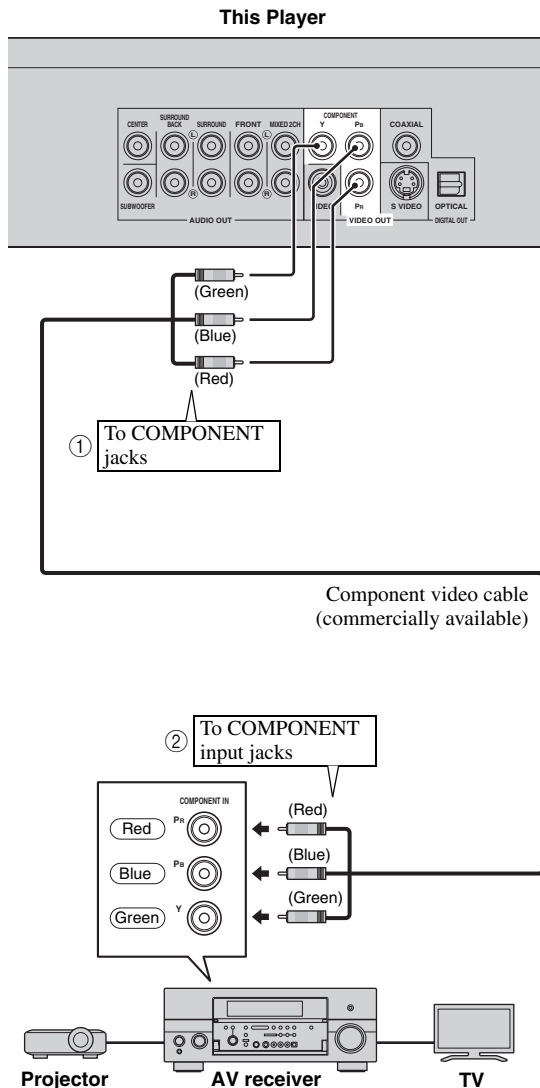 This Player
COMPONENT
CENTER SURROUND BACK SURROUND FRONT MIXED 2CH Y PB COAXIAL
L L
R R
SUBWOOFER PR S VIDEO OPTICAL
AUDIO OUT VIDEO OUT DIGITAL OUT
(Green)
(Blue)
(Red)
① To COMPONENT
jacks
Component video cable
(commercially available)
② To COMPONENT
input jacks
COMPONENT IN
Red PR (Red)
Blue PB (Blue)
Green Y (Green)
Projector AV receiver TV